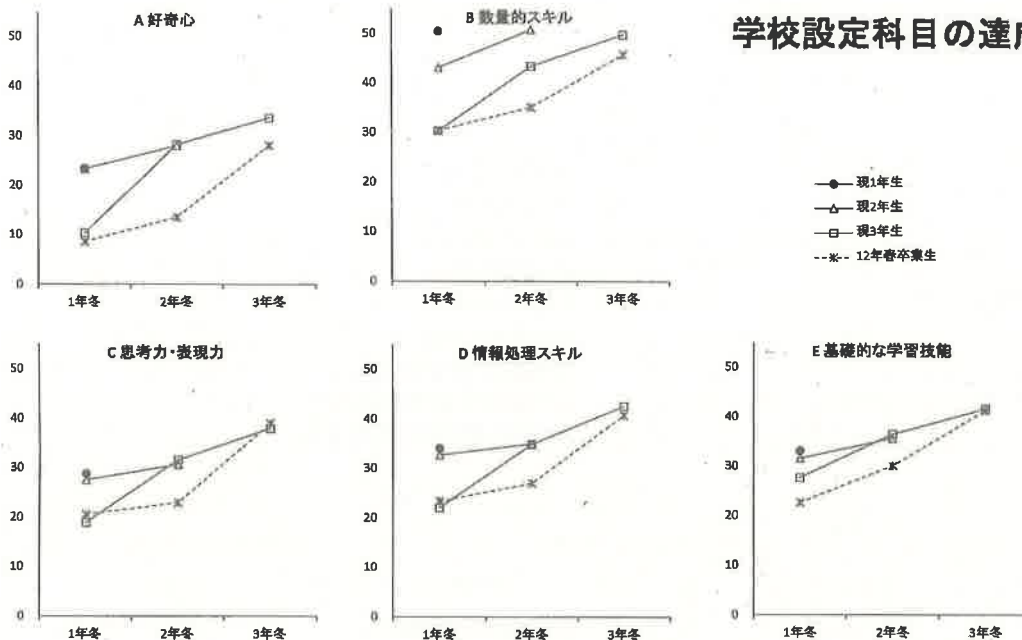 A 好奇心
50
40
30
20
10
0
1年冬 2年冬 3年冬
B 数量的スキル
50
40
30
20
10
0
1年冬 2年冬 3年冬
学校設定科目の達成
現1年生
現2年生
現3年生
12年春卒業生
C 思考力・表現力
50
40
30
20
10
0
1年冬 2年冬 3年冬
D 情報処理スキル
50
40
30
20
10
0
1年冬 2年冬 3年冬
E 基礎的な学習技能
50
40
30
20
10
0
1年冬 2年冬 3年冬